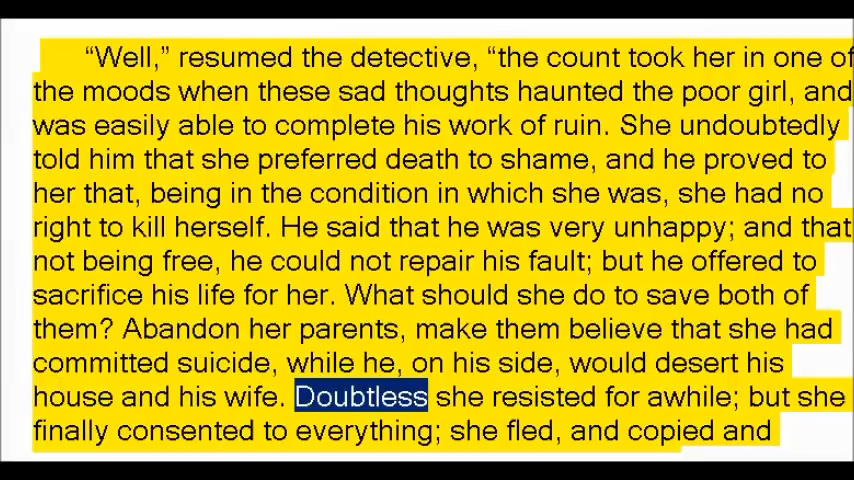 “Well,” resumed the detective, “the count took her in one of
the moods when these sad thoughts haunted the poor girl, and
was easily able to complete his work of ruin. She undoubtedly
told him that she preferred death to shame, and he proved to
her that, being in the condition in which she was, she had no
right to kill herself. He said that he was very unhappy; and that
not being free, he could not repair his fault; but he offered to
sacrifice his life for her. What should she do to save both of
them? Abandon her parents, make them believe that she had
committed suicide, while he, on his side, would desert his
house and his wife. Doubtless she resisted for awhile; but she
finally consented to everything; she fled, and copied and